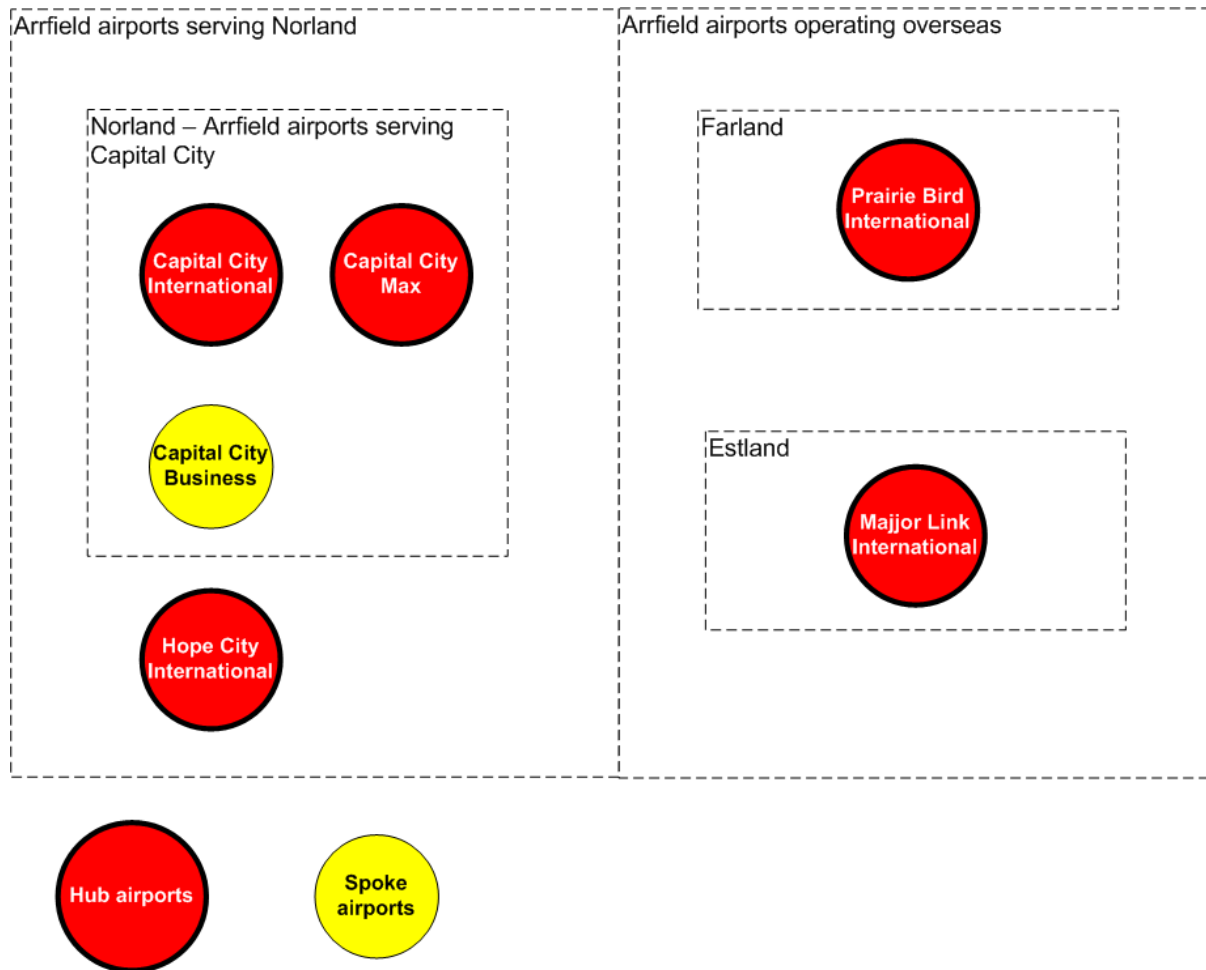 Arrfield airports serving Norland
Arrfield airports operating overseas
Norland – Arrfield airports serving
Capital City
Capital City
International
Capital City
Max
Capital City
Business
Hope City
International
Farland
Prairie Bird
International
Estland
Majjor Link
International
Hub airports
Spoke
airports